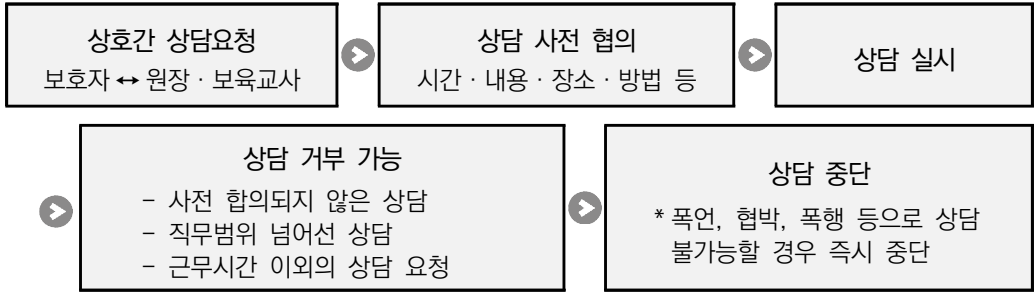 상호간 상담요청
보호자 ↔ 원장 · 보육교사
상담 사전 협의
시간 · 내용 · 장소 · 방법 등
상담 실시
상담 거부 가능
- 사전 합의되지 않은 상담
- 직무범위 넘어선 상담
- 근무시간 이외의 상담 요청
상담 중단
* 폭언, 협박, 폭행 등으로 상담
불가능할 경우 즉시 중단